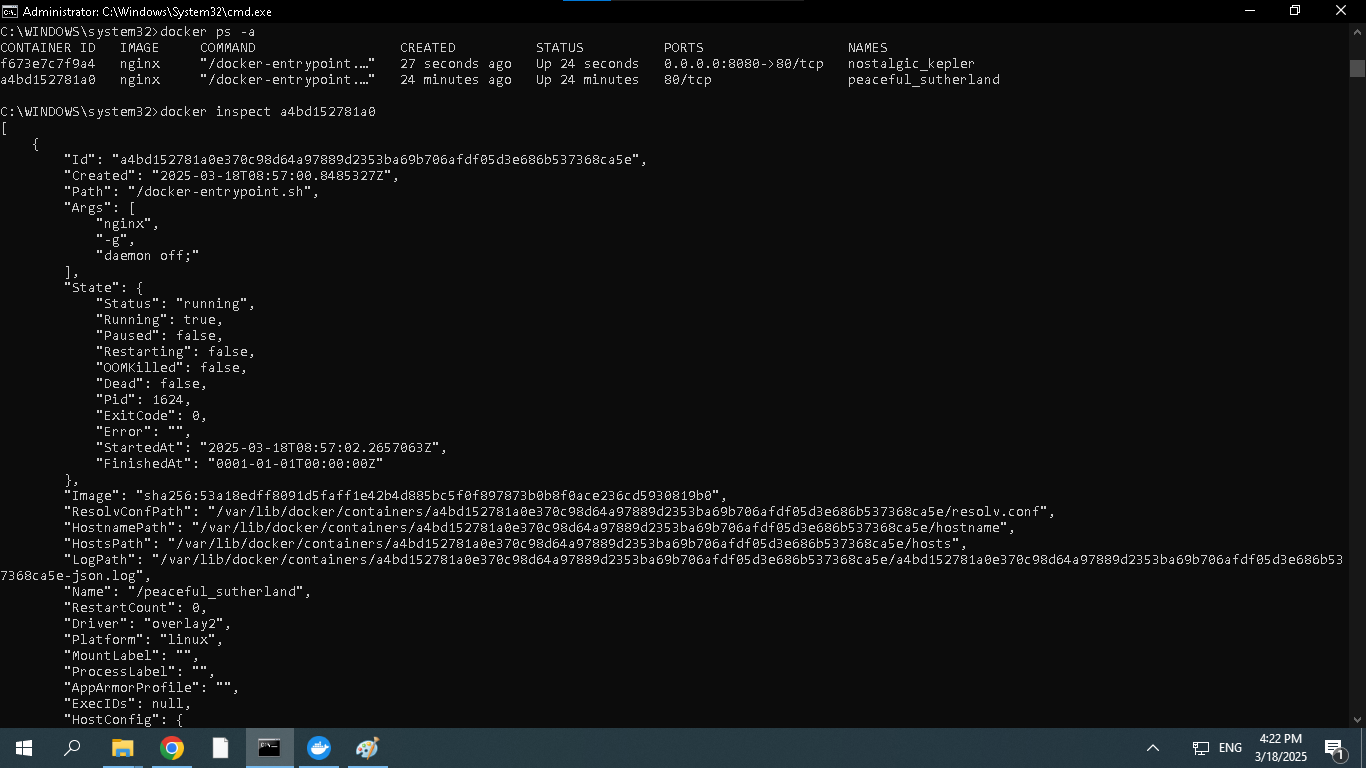 Administrator: C:\Windows\System32\cmd.exe
C:\WINDOWS\system32>docker ps -a
CONTAINER ID   IMAGE     COMMAND                  CREATED          STATUS          PORTS                  NAMES
f673e7c7f9a4   nginx     "/docker-entrypoint.…"   27 seconds ago   Up 24 seconds   0.0.0.0:8080->80/tcp   nostalgic_kepler
a4bd152781a0   nginx     "/docker-entrypoint.…"   24 minutes ago   Up 24 minutes   80/tcp                 peaceful_sutherland
C:\WINDOWS\system32>docker inspect a4bd152781a0
[
    {
        "Id": "a4bd152781a0e370c98d64a97889d2353ba69b706afdf05d3e686b537368ca5e",
        "Created": "2025-03-18T08:57:00.8485327Z",
        "Path": "/docker-entrypoint.sh",
        "Args": [
            "nginx",
            "-g",
            "daemon off;"
        ],
        "State": {
            "Status": "running",
            "Running": true,
            "Paused": false,
            "Restarting": false,
            "OOMKilled": false,
            "Dead": false,
            "Pid": 1624,
            "ExitCode": 0,
            "Error": "",
            "StartedAt": "2025-03-18T08:57:02.2657063Z",
            "FinishedAt": "0001-01-01T00:00:00Z"
        },
        "Image": "sha256:53a18edff8091d5faff1e42b4d885bc5f0f897873b0b8f0ace236cd5930819b0",
        "ResolvConfPath": "/var/lib/docker/containers/a4bd152781a0e370c98d64a97889d2353ba69b706afdf05d3e686b537368ca5e/resolv.conf",
        "HostnamePath": "/var/lib/docker/containers/a4bd152781a0e370c98d64a97889d2353ba69b706afdf05d3e686b537368ca5e/hostname",
        "HostsPath": "/var/lib/docker/containers/a4bd152781a0e370c98d64a97889d2353ba69b706afdf05d3e686b537368ca5e/hosts",
        "LogPath": "/var/lib/docker/containers/a4bd152781a0e370c98d64a97889d2353ba69b706afdf05d3e686b537368ca5e/a4bd152781a0e370c98d64a97889d2353ba69b706afdf05d3e686b53
7368ca5e-json.log",
        "Name": "/peaceful_sutherland",
        "RestartCount": 0,
        "Driver": "overlay2",
        "Platform": "linux",
        "MountLabel": "",
        "ProcessLabel": "",
        "AppArmorProfile": "",
        "ExecIDs": null,
        "HostConfig": {
ENG
4:22 PM
3/18/2025
1